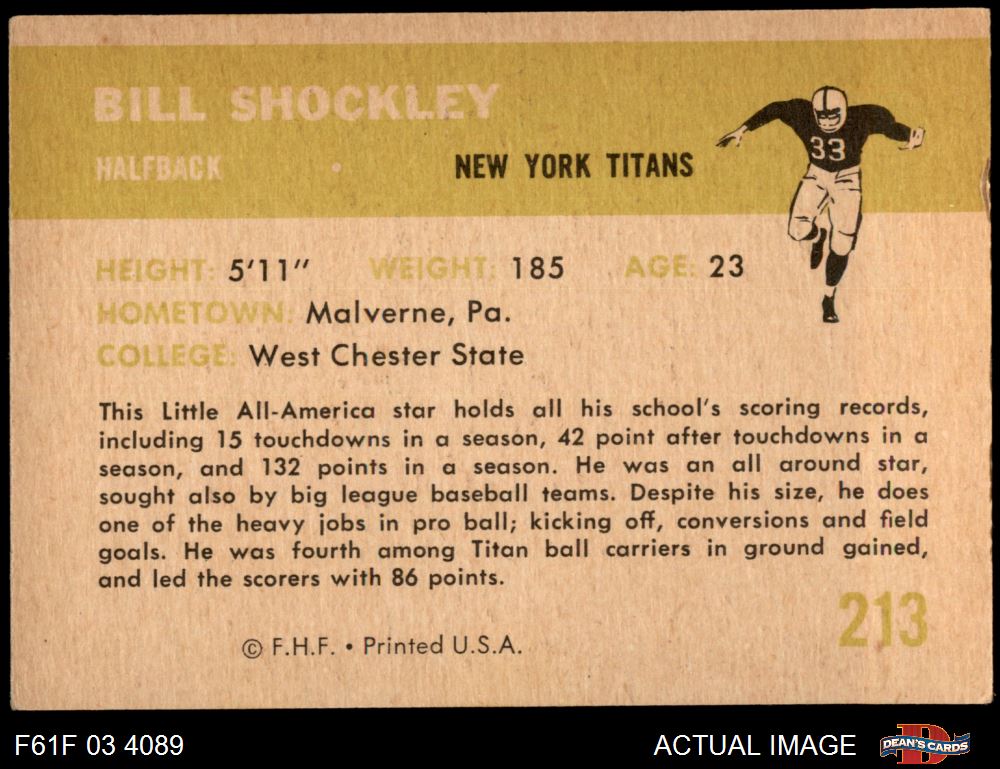 BILL SHOCKLEY
HALFBACK • NEW YORK TITANS
33
HEIGHT: 5'11" WEIGHT: 185 AGE: 23
HOMETOWN: Malverne, Pa.
COLLEGE: West Chester State
This Little All-America star holds all his school's scoring records,
including 15 touchdowns in a season, 42 point after touchdowns in a
season, and 132 points in a season. He was an all around star,
sought also by big league baseball teams. Despite his size, he does
one of the heavy jobs in pro ball; kicking off, conversions and field
goals. He was fourth among Titan ball carriers in ground gained,
and led the scorers with 86 points.
213
© F.H.F. • Printed U.S.A.
F61F 03 4089 ACTUAL IMAGE D DEAN'S CARDS